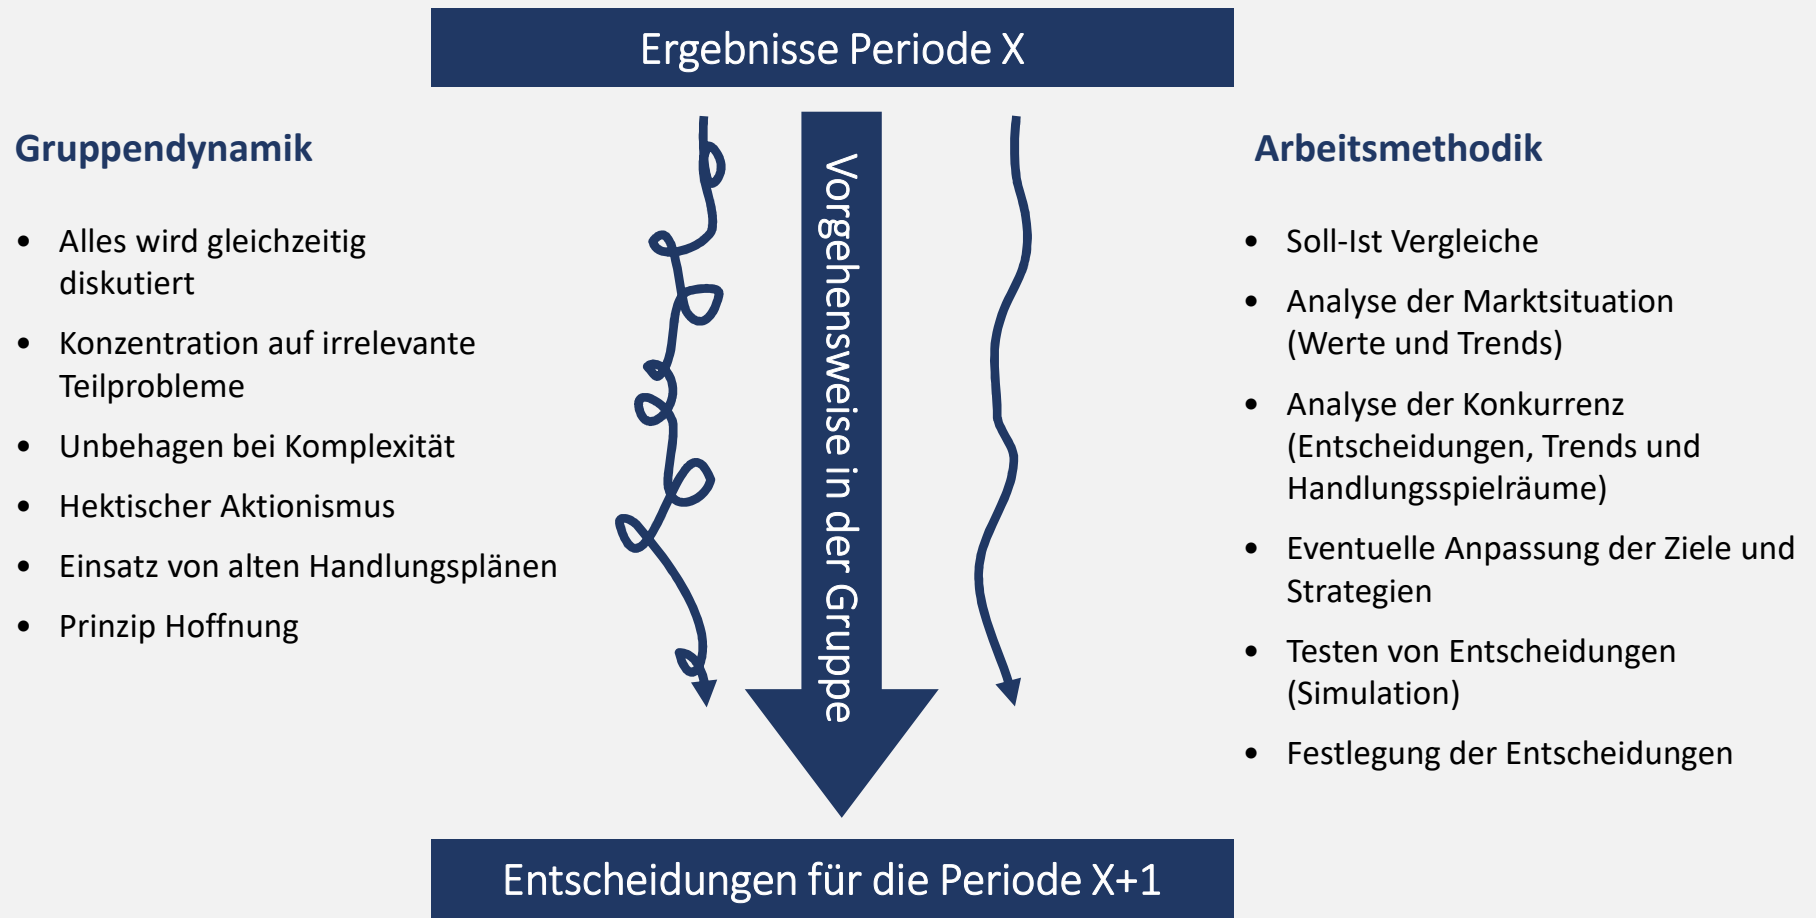 Ergebnisse Periode X
Gruppendynamik
• Alles wird gleichzeitig
diskutiert
• Konzentration auf irrelevante
Teilprobleme
• Unbehagen bei Komplexität
• Hektischer Aktionismus
• Einsatz von alten Handlungsplänen
• Prinzip Hoffnung
Vorgehensweise in der Gruppe
Arbeitsmethodik
• Soll-Ist Vergleiche
• Analyse der Marktsituation
(Werte und Trends)
• Analyse der Konkurrenz
(Entscheidungen, Trends und
Handlungsspielräume)
• Eventuelle Anpassung der Ziele und
Strategien
• Testen von Entscheidungen
(Simulation)
• Festlegung der Entscheidungen
Entscheidungen für die Periode X+1